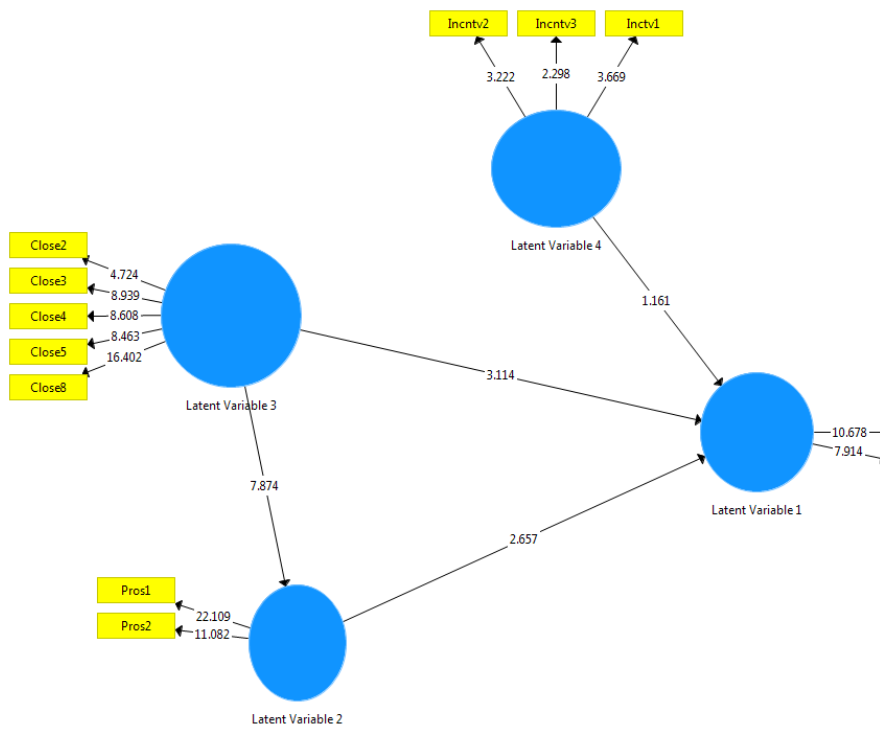 Incntv2 Incntv3 Inctv1
3.222 2.298 3.669
Latent Variable 4
Close2
Close3
Close4
Close5
Close8
4.724
8.939
8.608
8.463
16.402
Latent Variable 3
1.161
3.114
10.678
7.914
Latent Variable 1
7.874
2.657
Pros1
Pros2
22.109
11.082
Latent Variable 2